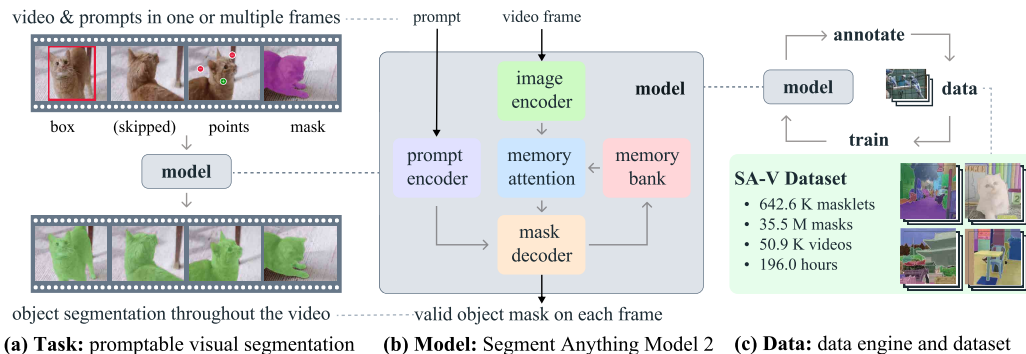 video & prompts in one or multiple frames
box
(skipped)
points
mask
model
object segmentation throughout the video
(a) Task: promptable visual segmentation
prompt
video frame
image
encoder
model
prompt
encoder
memory
attention
memory
bank
mask
decoder
valid object mask on each frame
(b) Model: Segment Anything Model 2
annotate
model
data
train
SA-V Dataset
• 642.6 K masklets
• 35.5 M masks
• 50.9 K videos
• 196.0 hours
(c) Data: data engine and dataset